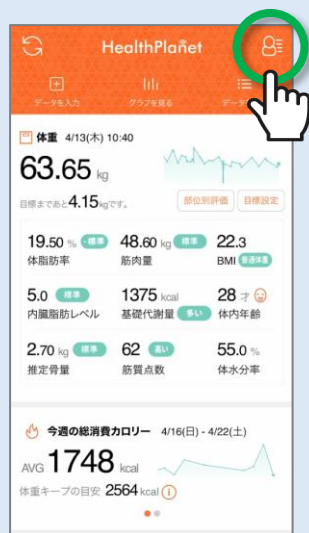 HealthPlanet
データを入力
グラフを見る
データ
体重 4/13(木) 10:40
63.65 kg
目標まであと4.15kgです。
部位別評価
目標設定
19.50 % -標準
体脂肪率
48.60 kg 標準
筋肉量
22.3
BMI 普通体重
5.0 標準
内臓脂肪レベル
1375 kcal
基礎代謝量 多い
28 才
体内年齢
2.70 kg 標準
推定骨量
62 高い
筋質点数
55.0 %
体水分率
今週の総消費カロリー 4/16(日) - 4/22(土)
AVG 1748 kcal
体重キープの目安 2564 kcal i